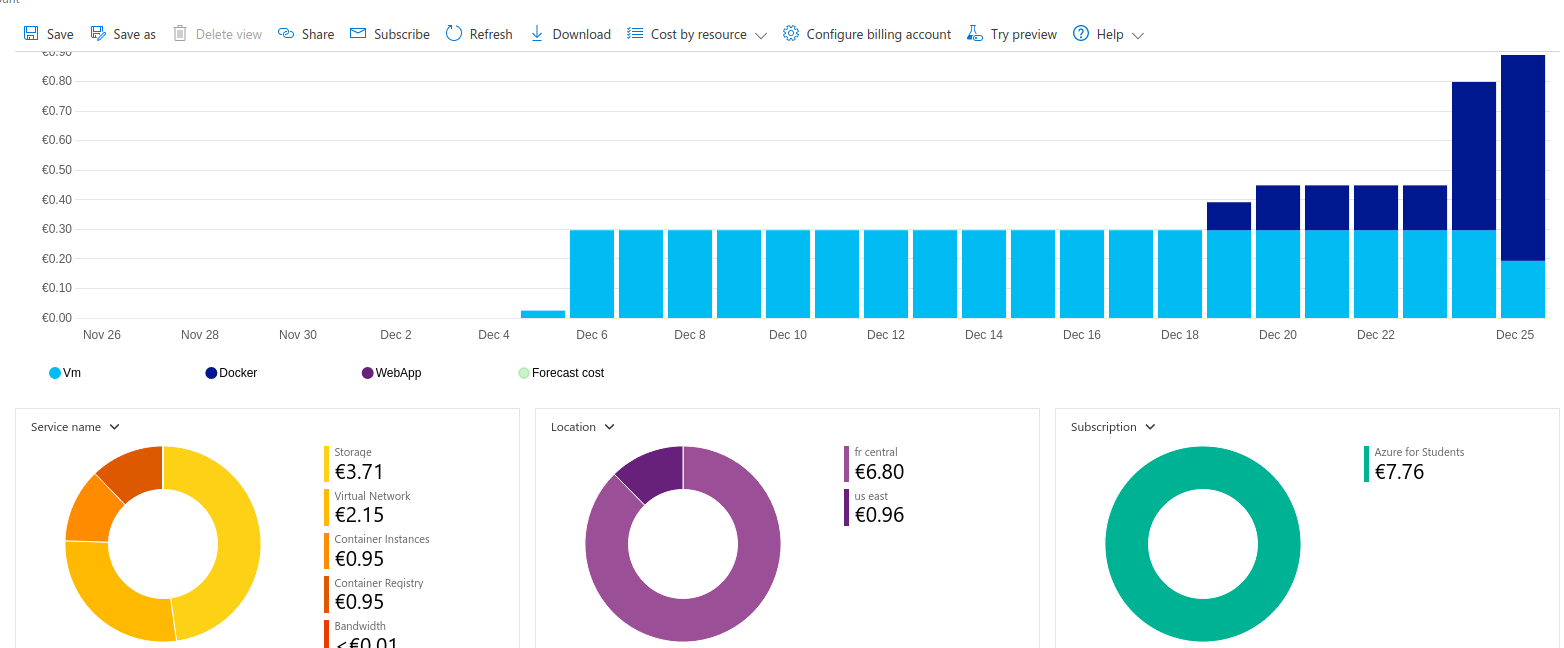 Save Save as Delete view Share Subscribe Refresh Download Cost by resource Configure billing account Try preview Help
€0.90
€0.80
€0.70
€0.60
€0.50
€0.40
€0.30
€0.20
€0.10
€0.00
Nov 26 Nov 28 Nov 30 Dec 2 Dec 4 Dec 6 Dec 8 Dec 10 Dec 12 Dec 14 Dec 16 Dec 18 Dec 20 Dec 22 Dec 25
Vm Docker WebApp Forecast cost
Service name
Storage
€3.71
Virtual Network
€2.15
Container Instances
€0.95
Container Registry
€0.95
Bandwidth
<€0.01
Location
fr central
€6.80
us east
€0.96
Subscription
Azure for Students
€7.76